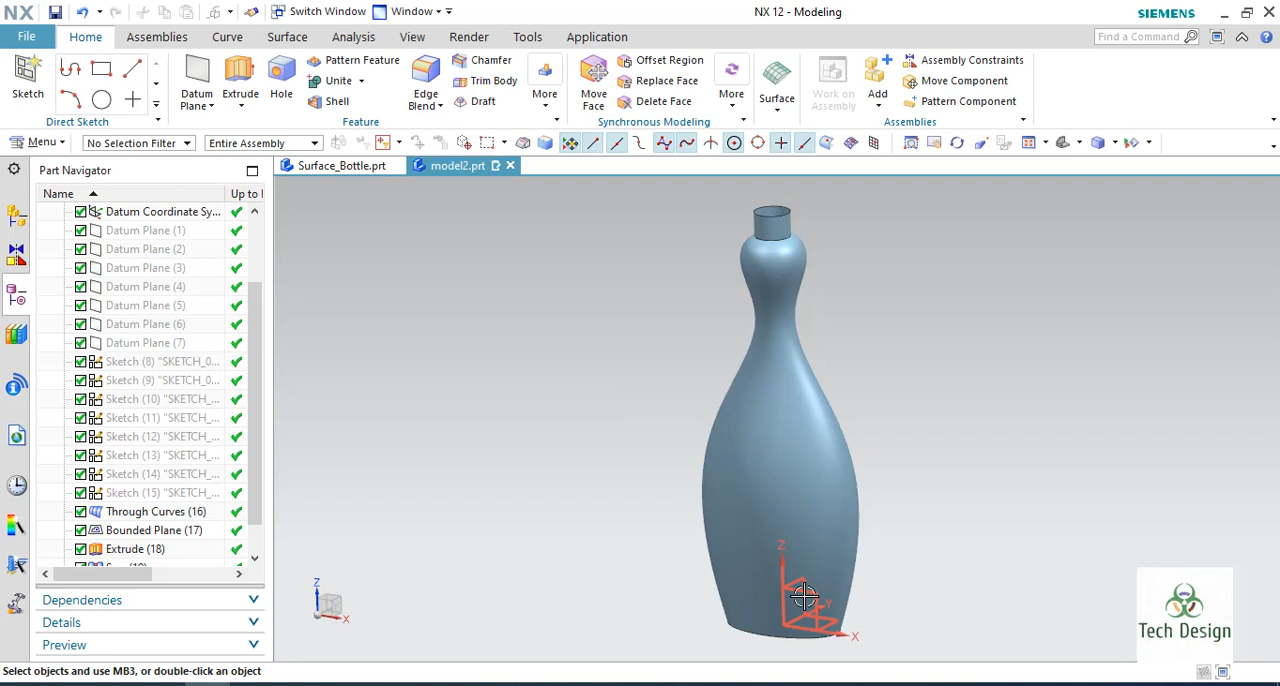 NX Switch Window Window NX 12 - Modeling SIEMENS
File Home Assemblies Curve Surface Analysis View Render Tools Application Find a Command
Sketch Datum Plane Extrude Hole Pattern Feature Unite Shell Edge Blend Chamfer Trim Body Draft More Move Face Offset Region Replace Face Delete Face More Surface Work on Assembly Add Assembly Constraints Move Component Pattern Component
Direct Sketch Feature Synchronous Modeling Assemblies
Menu No Selection Filter Entire Assembly
Part Navigator Surface_Bottle.prt model2.prt
Name Up to
Datum Coordinate Sy...
Datum Plane (1)
Datum Plane (2)
Datum Plane (3)
Datum Plane (4)
Datum Plane (5)
Datum Plane (6)
Datum Plane (7)
Sketch (8) "SKETCH_0...
Sketch (9) "SKETCH_0...
Sketch (10) "SKETCH_...
Sketch (11) "SKETCH_...
Sketch (12) "SKETCH_...
Sketch (13) "SKETCH_...
Sketch (14) "SKETCH_...
Sketch (15) "SKETCH_...
Through Curves (16)
Bounded Plane (17)
Extrude (18)
Dependencies
Details
Preview
Z
X
Z
Y
X
Tech Design
Select objects and use MB3, or double-click an object